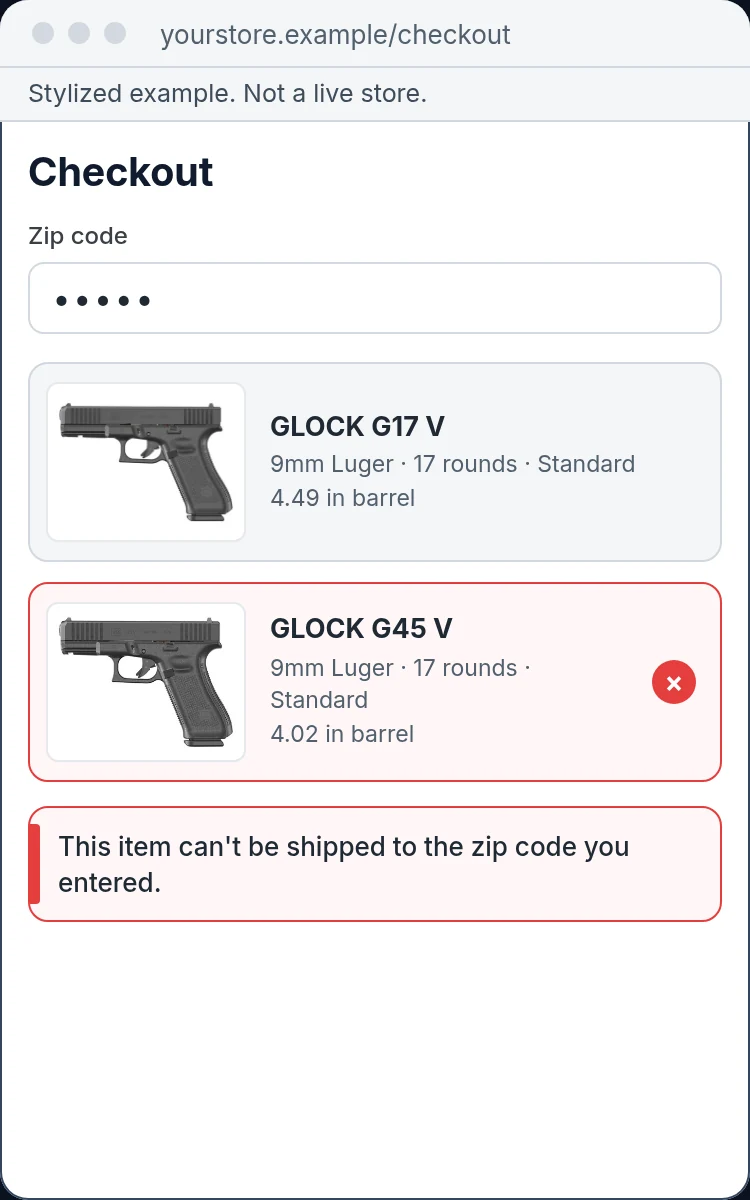 yourstore.example/checkout
Stylized example. Not a live store.
Checkout
Zip code
GLOCK G17 V
9mm Luger · 17 rounds · Standard
4.49 in barrel
GLOCK G45 V
9mm Luger · 17 rounds ·
Standard
4.02 in barrel
This item can't be shipped to the zip code you
entered.